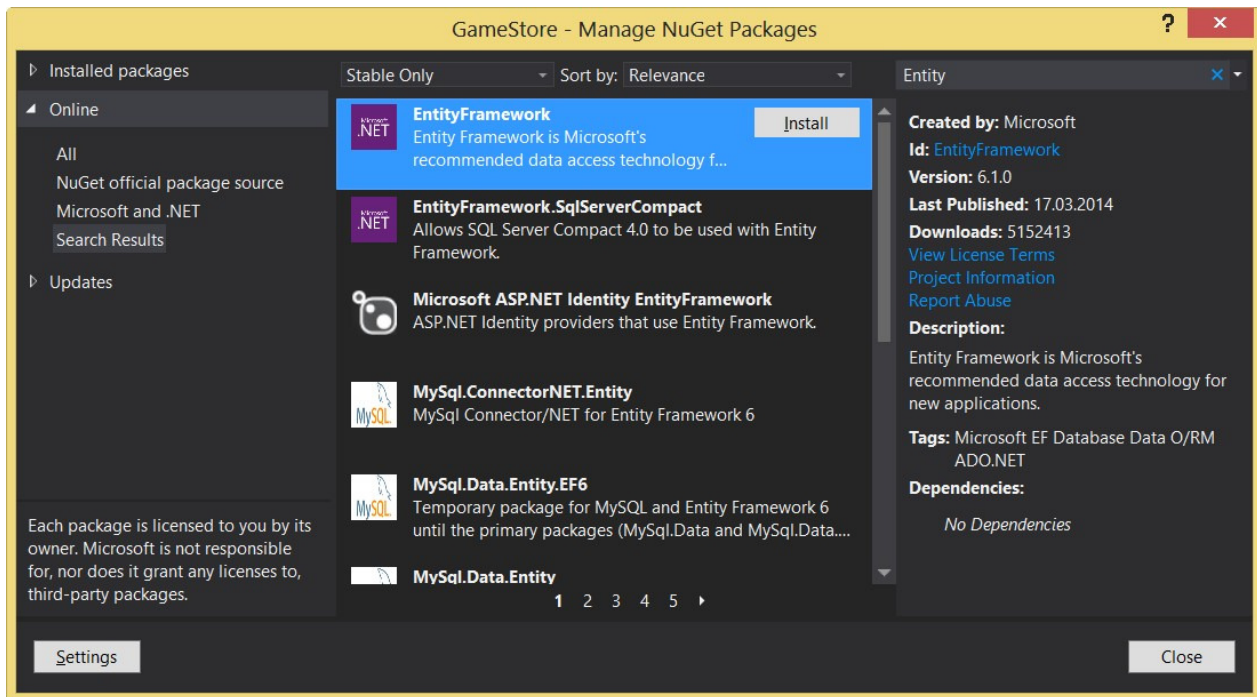 GameStore - Manage NuGet Packages
?
×
Installed packages
Online
All
NuGet official package source
Microsoft and .NET
Search Results
Updates
Each package is licensed to you by its
owner. Microsoft is not responsible
for, nor does it grant any licenses to,
third-party packages.
Settings
Stable Only
Sort by: Relevance
Microsoft
.NET
EntityFramework
Entity Framework is Microsoft's
recommended data access technology f...
Install
Microsoft
.NET
EntityFramework.SqlServerCompact
Allows SQL Server Compact 4.0 to be used with Entity
Framework.
Microsoft ASP.NET Identity EntityFramework
ASP.NET Identity providers that use Entity Framework.
MySQL
MySql.ConnectorNET.Entity
MySql Connector/NET for Entity Framework 6
MySQL
MySql.Data.Entity.EF6
Temporary package for MySQL and Entity Framework 6
until the primary packages (MySql.Data and MySql.Data....
MySql.Data.Entity
1 2 3 4 5
Entity
Created by: Microsoft
Id: EntityFramework
Version: 6.1.0
Last Published: 17.03.2014
Downloads: 5152413
View License Terms
Project Information
Report Abuse
Description:
Entity Framework is Microsoft's
recommended data access technology for
new applications.
Tags: Microsoft EF Database Data O/RM
ADO.NET
Dependencies:
No Dependencies
Close